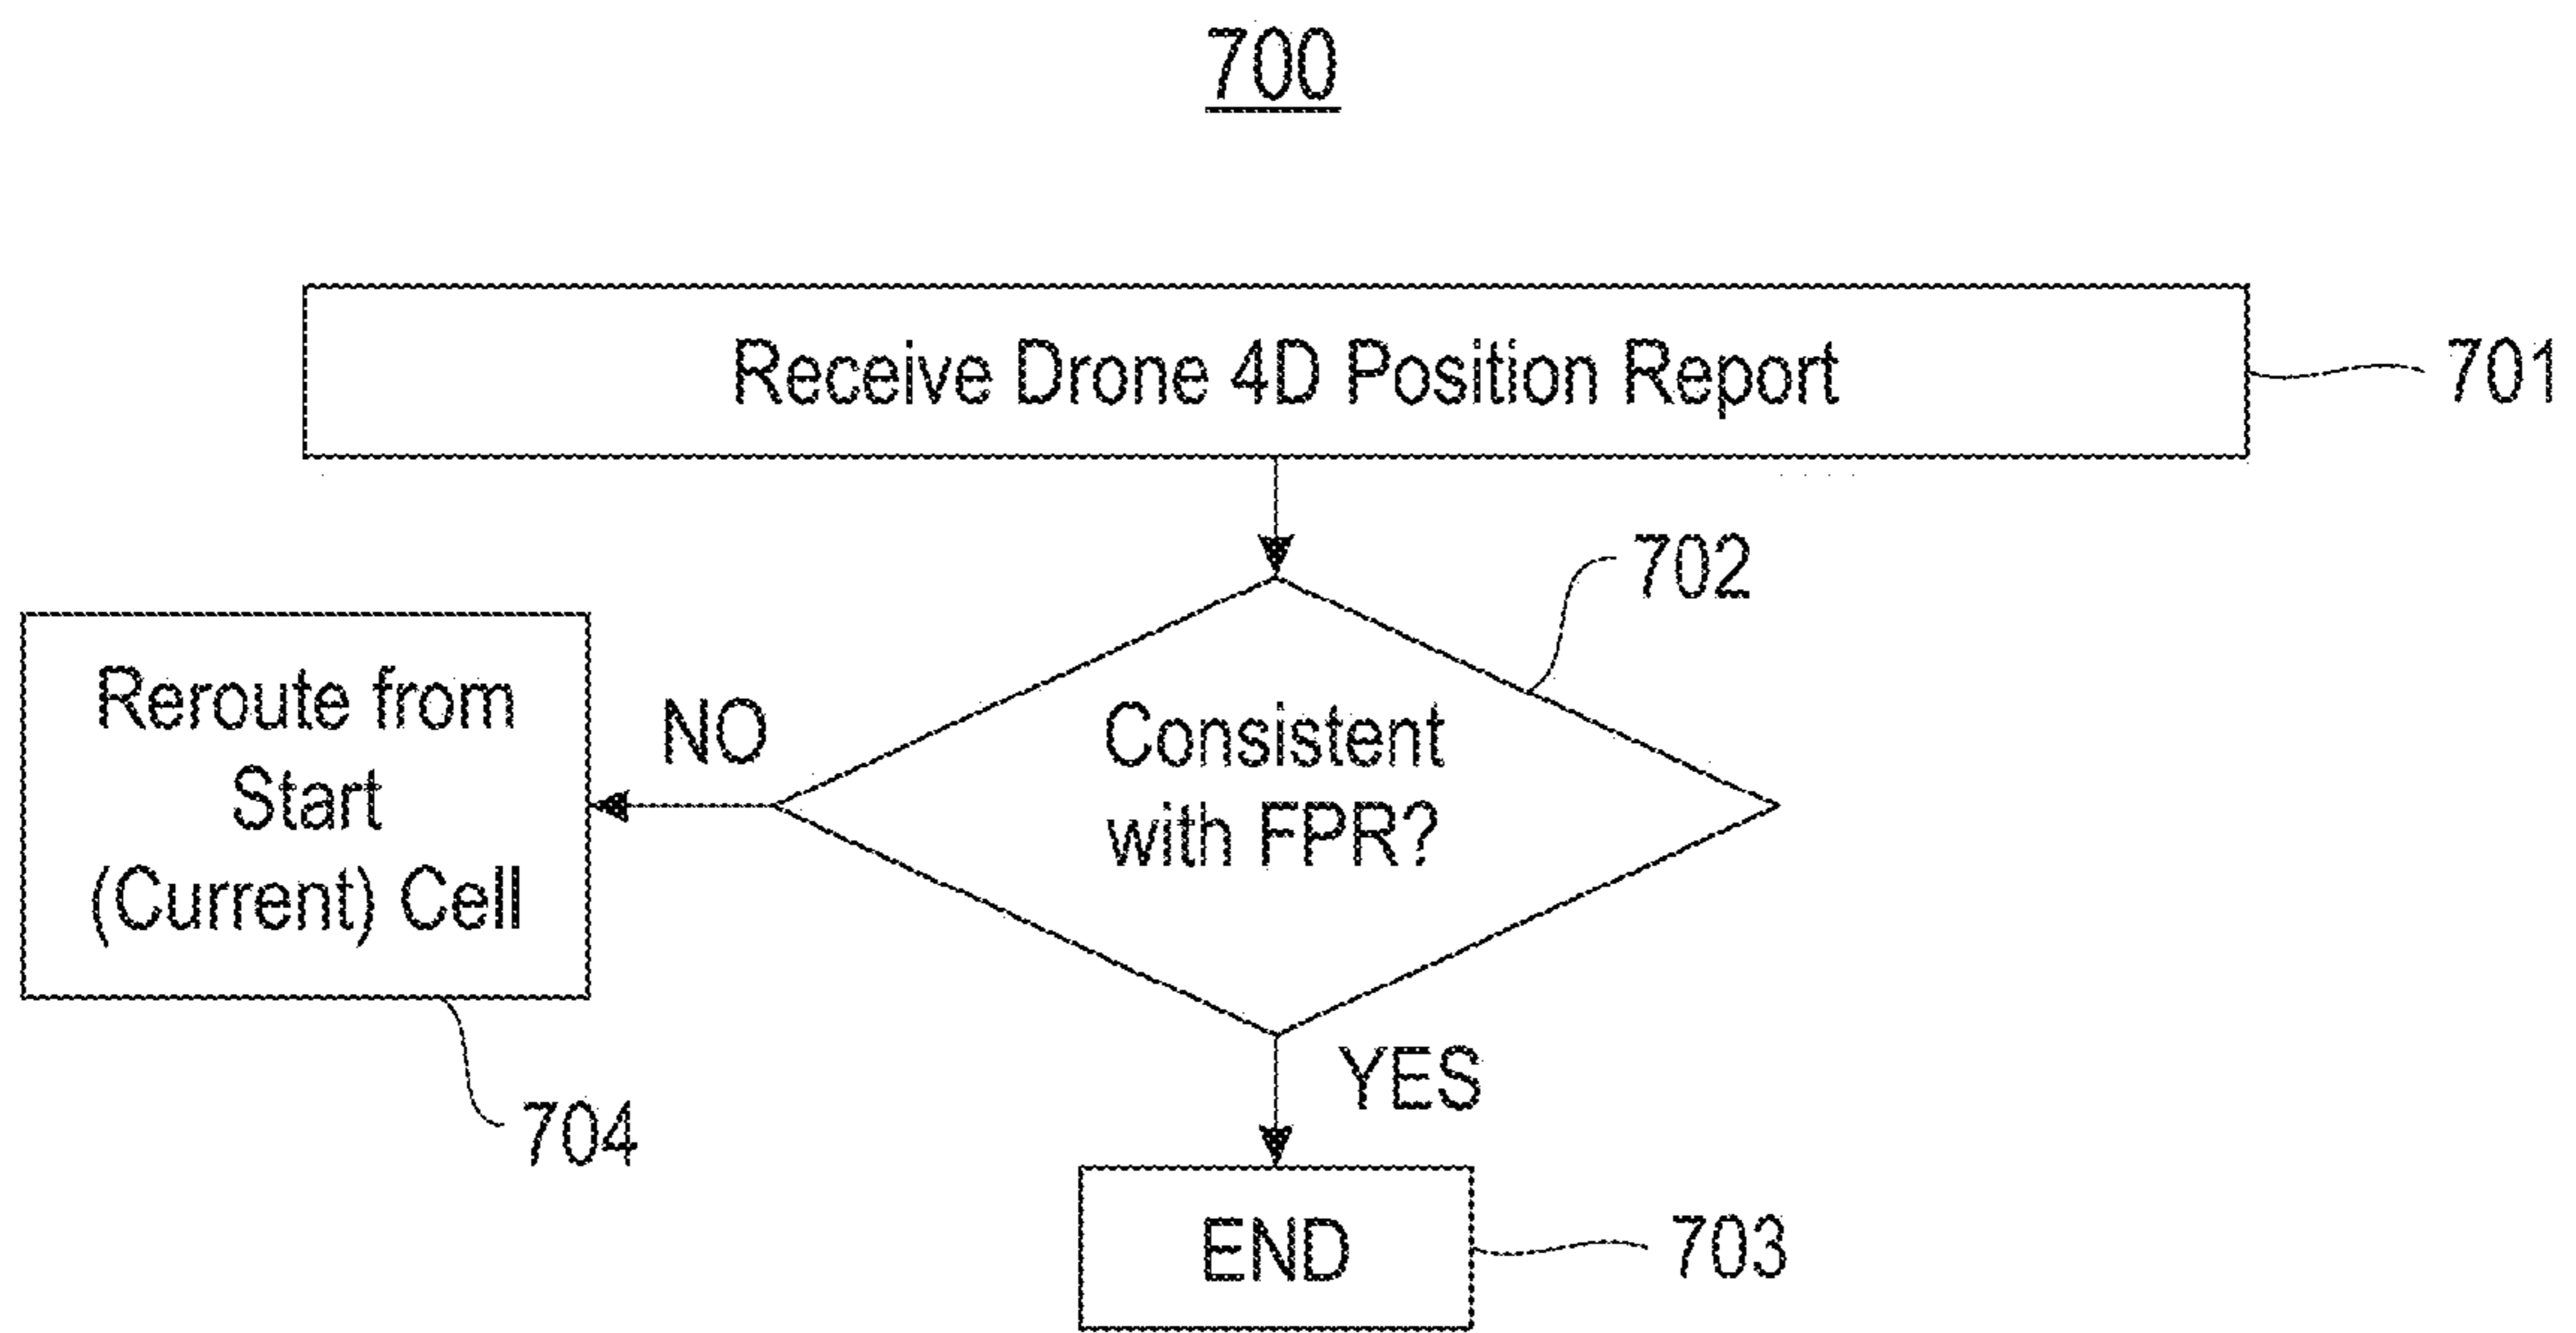 700
Receive Drone 4D Position Report
701
702
Consistent
with FPR?
NO
Reroute from
Start
(Current) Cell
704
YES
END
703